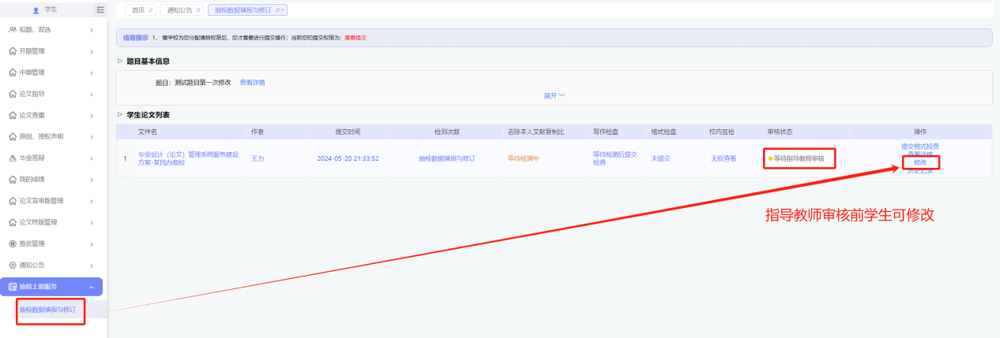 学生
首页
通知公告
抽检数据填报与修订
拟题、双选
开题管理
中期管理
论文指导
论文查重
原创、授权声明
毕业答辩
我的成绩
论文盲审版管理
论文终版管理
推优管理
通知公告
抽检上报服务
抽检数据填报与修订
信息提示 1、 需学校为您分配填报权限后，您才需要进行提交操作；当前您的提交权限为：需要提交
题目基本信息
题目：测试题目第一次修改 查看详情
展开
学生论文列表
文件名 作者 提交时间 检测次数 去除本人文献复制比 写作检查 格式检查 校内互检 审核状态 操作
1 毕业设计（论文）管理系统服务建设方案-某民办高校 王力 2024-05-20 21:33:52 抽检数据填报与修订 等待检测中 等待检测后提交检查 未提交 无权查看 等待指导教师审核
提交格式检查
查看详情
修改
历史记录
指导教师审核前学生可修改